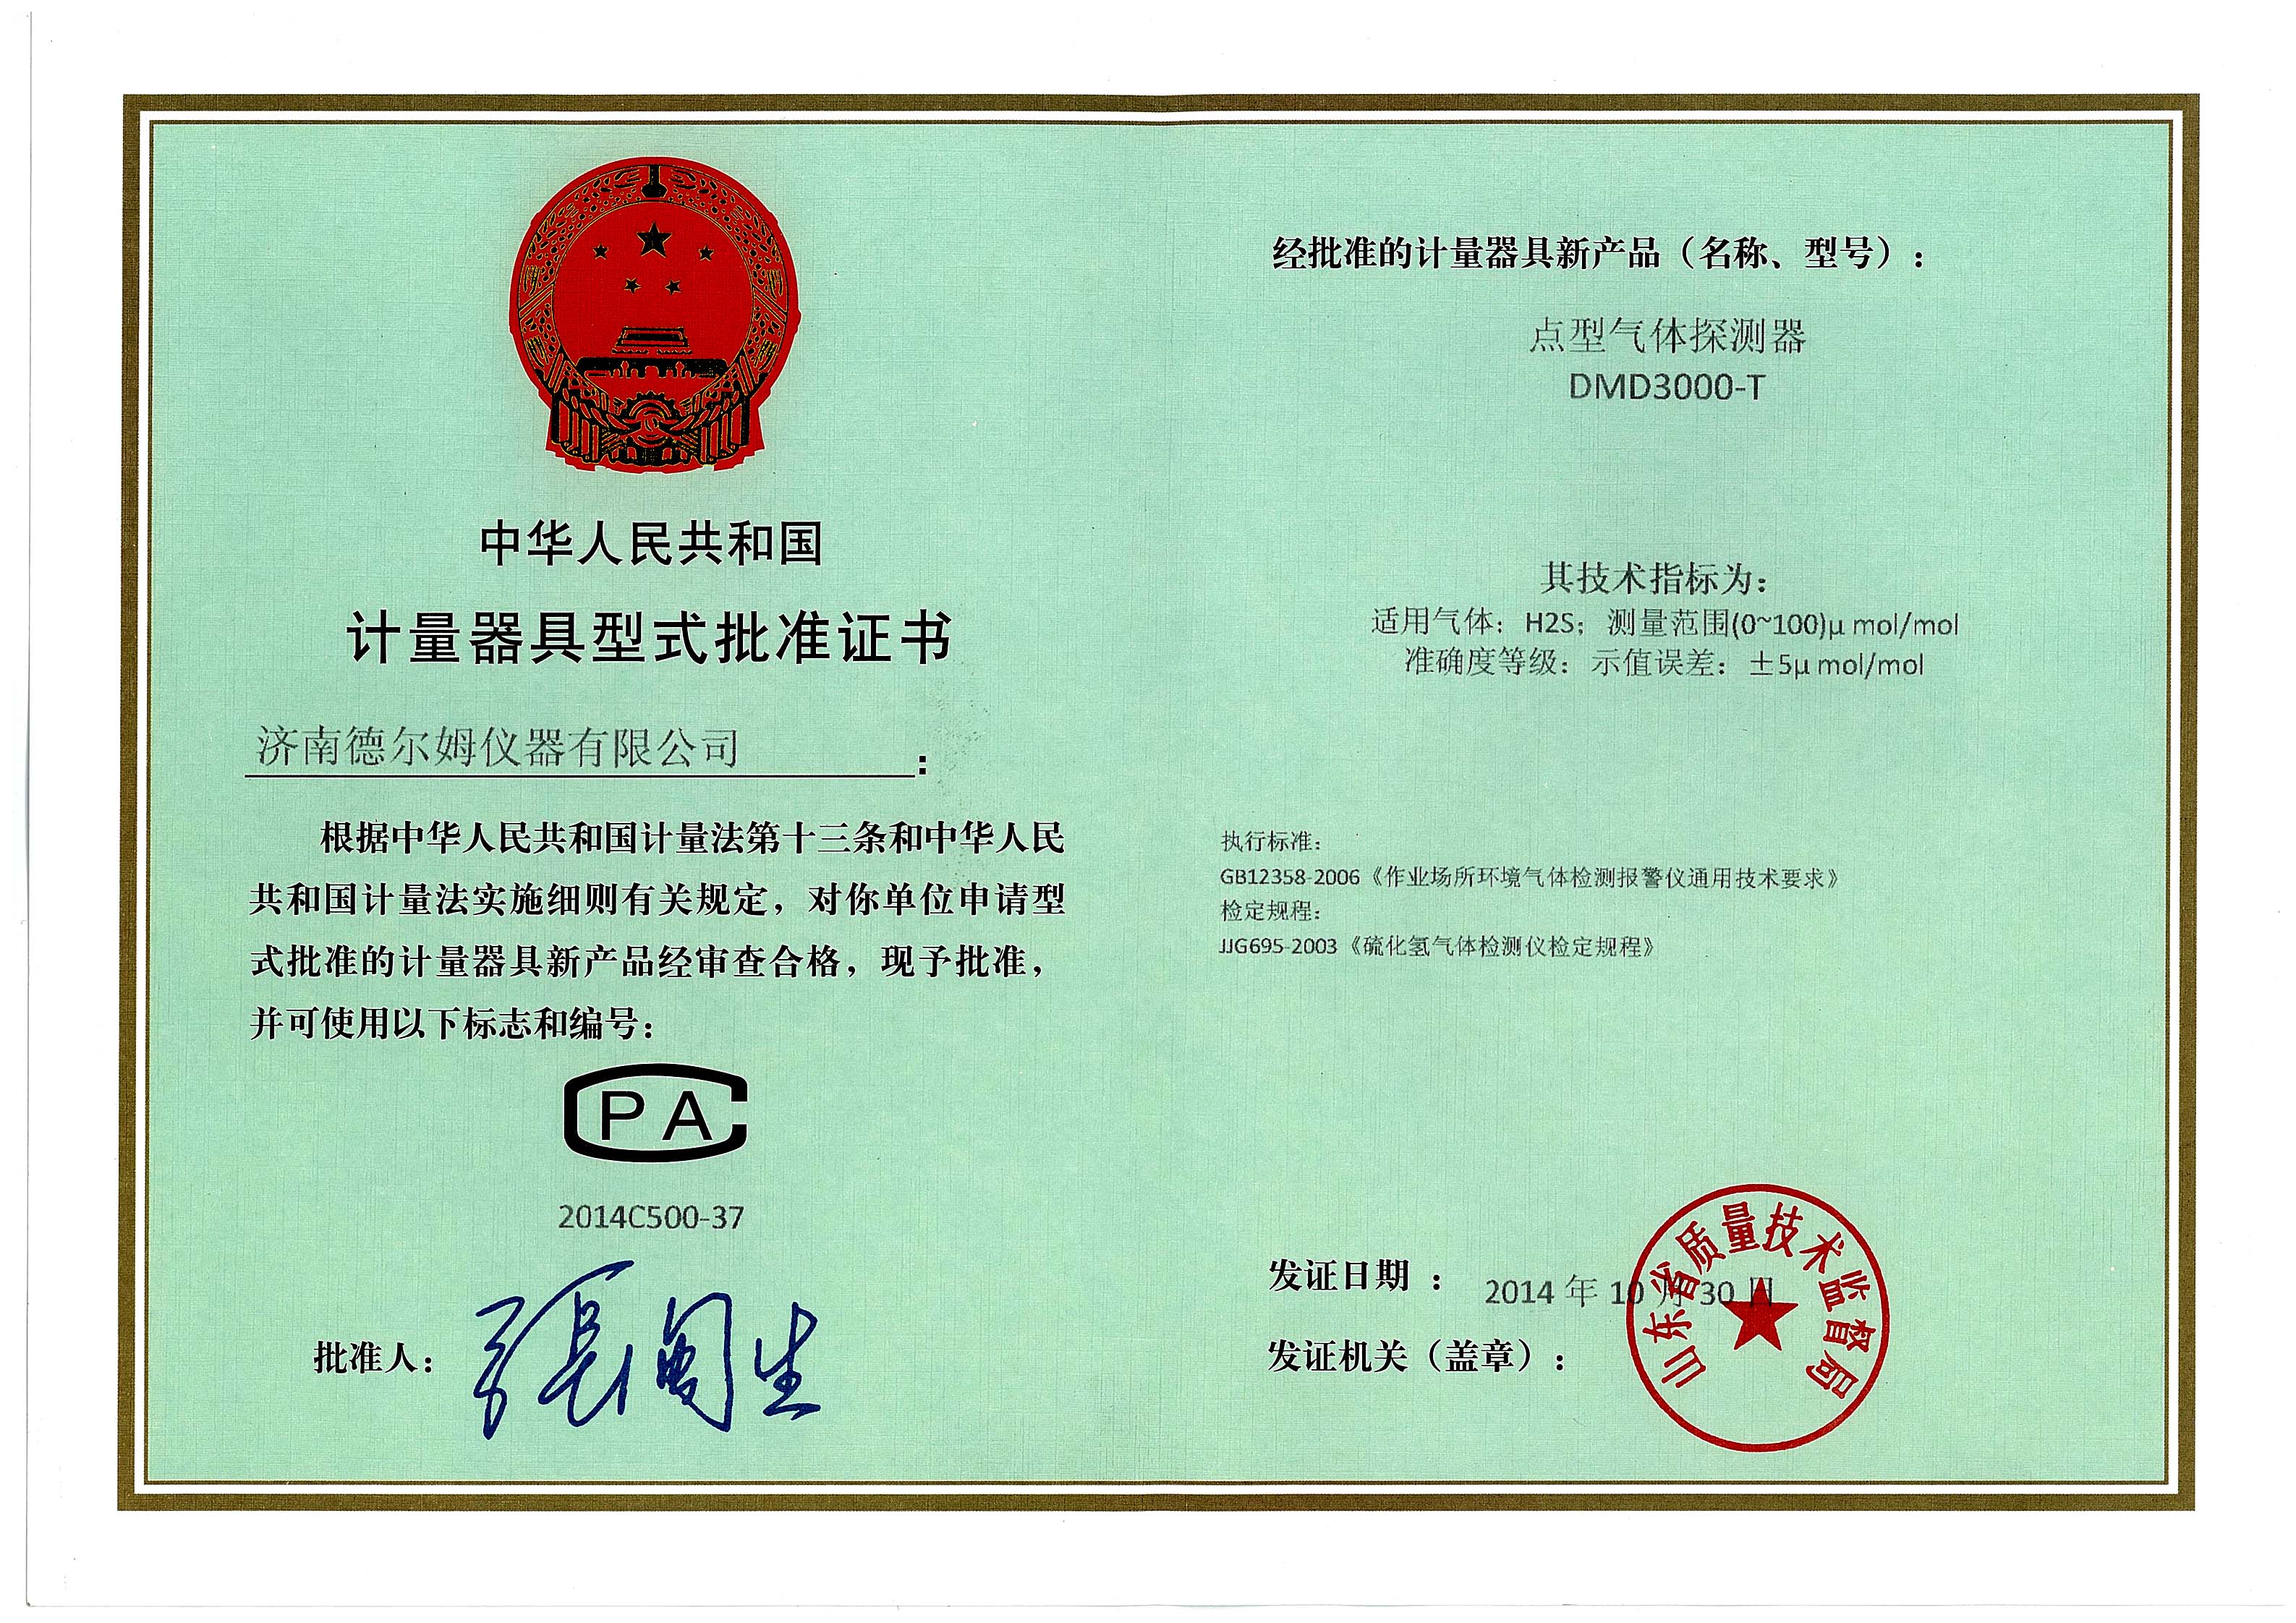 中华人民共和国
计量器具型式批准证书
济南德尔姆仪器有限公司：
根据中华人民共和国计量法第十三条和中华人民
共和国计量法实施细则有关规定，对你单位申请型
式批准的计量器具新产品经审查合格，现予批准，
并可使用以下标志和编号：
CPA
2014C500-37
批准人：
经批准的计量器具新产品（名称、型号）：
点型气体探测器
DMD3000-T
其技术指标为：
适用气体：H2S；测量范围(0~100)μ mol/mol
准确度等级：示值误差：±5μ mol/mol
执行标准：
GB12358-2006《作业场所环境气体检测报警仪通用技术要求》
检定规程：
JJG695-2003《硫化氢气体检测仪检定规程》
发证日期：2014 年 10 月 30 日
发证机关（盖章）：
山东省质量技术监督局